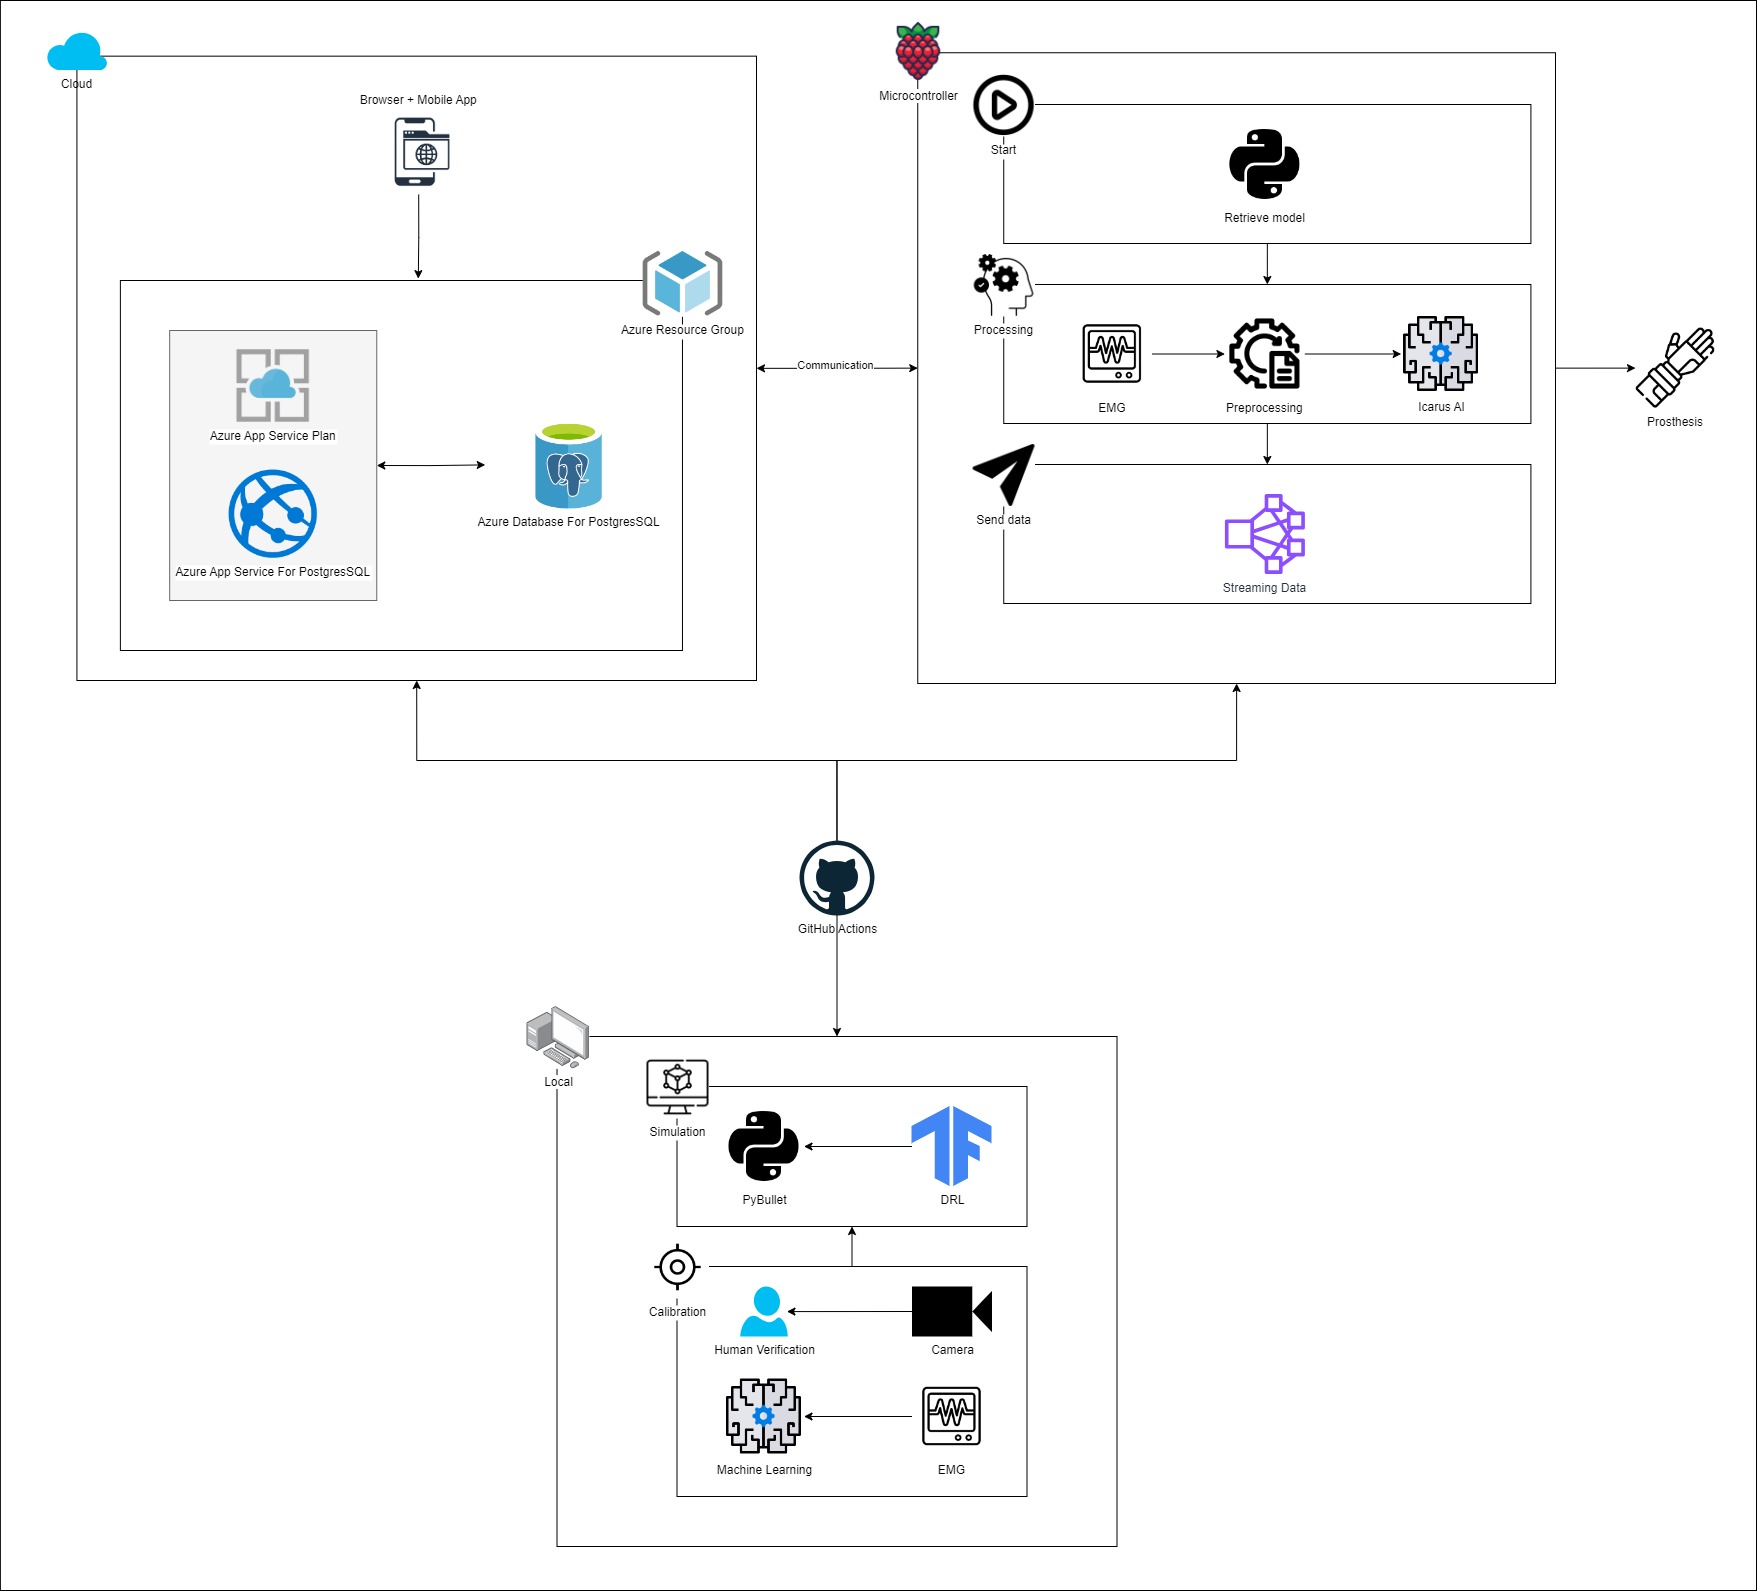 Cloud
Browser + Mobile App
Azure Resource Group
Azure App Service Plan
Azure App Service For PostgresSQL
Azure Database For PostgresSQL
Communication
Microcontroller
Start
Retrieve model
Processing
EMG
Preprocessing
Icarus AI
Send data
Streaming Data
Prosthesis
GitHub Actions
Local
Simulation
PyBullet
DRL
Calibration
Human Verification
Camera
Machine Learning
EMG